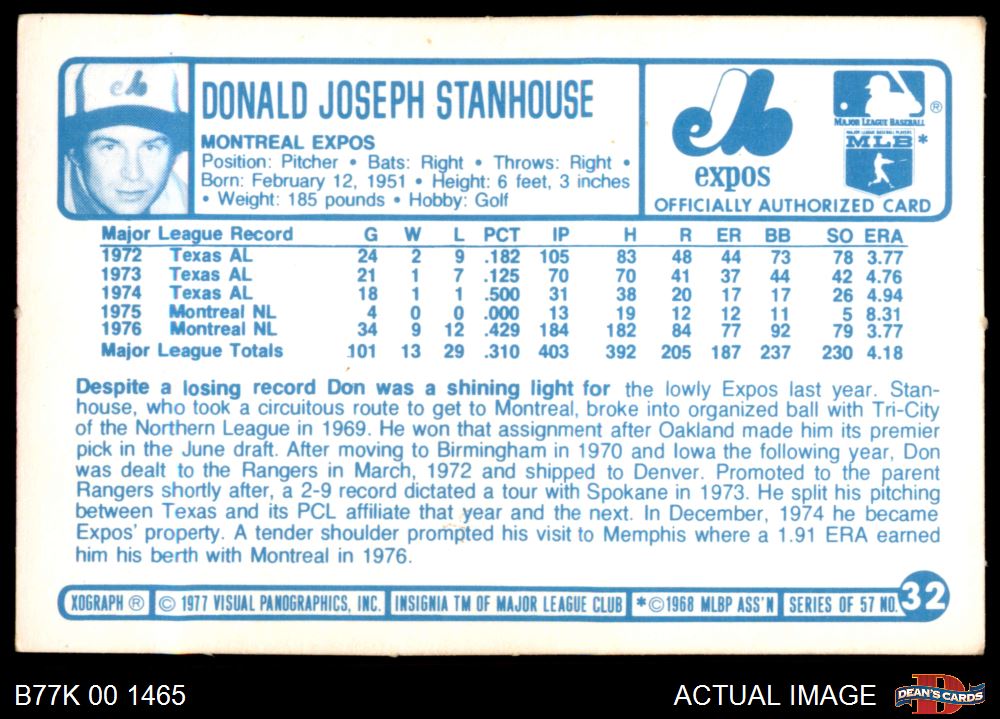 eb
DONALD JOSEPH STANHOUSE
MONTREAL EXPOS
Position: Pitcher • Bats: Right • Throws: Right •
Born: February 12, 1951 • Height: 6 feet, 3 inches
• Weight: 185 pounds • Hobby: Golf
eb
expos
MAJOR LEAGUE BASEBALL ®
MAJOR LEAGUE BASEBALL PLAYERS
MLB *
OFFICIALLY AUTHORIZED CARD
Major League Record G W L PCT IP H R ER BB SO ERA
1972 Texas AL 24 2 9 .182 105 83 48 44 73 78 3.77
1973 Texas AL 21 1 7 .125 70 70 41 37 44 42 4.76
1974 Texas AL 18 1 1 .500 31 38 20 17 17 26 4.94
1975 Montreal NL 4 0 0 .000 13 19 12 12 11 5 8.31
1976 Montreal NL 34 9 12 .429 184 182 84 77 92 79 3.77
Major League Totals 101 13 29 .310 403 392 205 187 237 230 4.18
Despite a losing record Don was a shining light for the lowly Expos last year. Stan-
house, who took a circuitous route to get to Montreal, broke into organized ball with Tri-City
of the Northern League in 1969. He won that assignment after Oakland made him its premier
pick in the June draft. After moving to Birmingham in 1970 and Iowa the following year, Don
was dealt to the Rangers in March, 1972 and shipped to Denver. Promoted to the parent
Rangers shortly after, a 2-9 record dictated a tour with Spokane in 1973. He split his pitching
between Texas and its PCL affiliate that year and the next. In December, 1974 he became
Expos' property. A tender shoulder prompted his visit to Memphis where a 1.91 ERA earned
him his berth with Montreal in 1976.
XOGRAPH ® © 1977 VISUAL PANOGRAPHICS, INC. INSIGNIA TM OF MAJOR LEAGUE CLUB *©1968 MLBP ASS'N SERIES OF 57 NO. 32
B77K 00 1465
ACTUAL IMAGE
D
DEAN'S CARDS